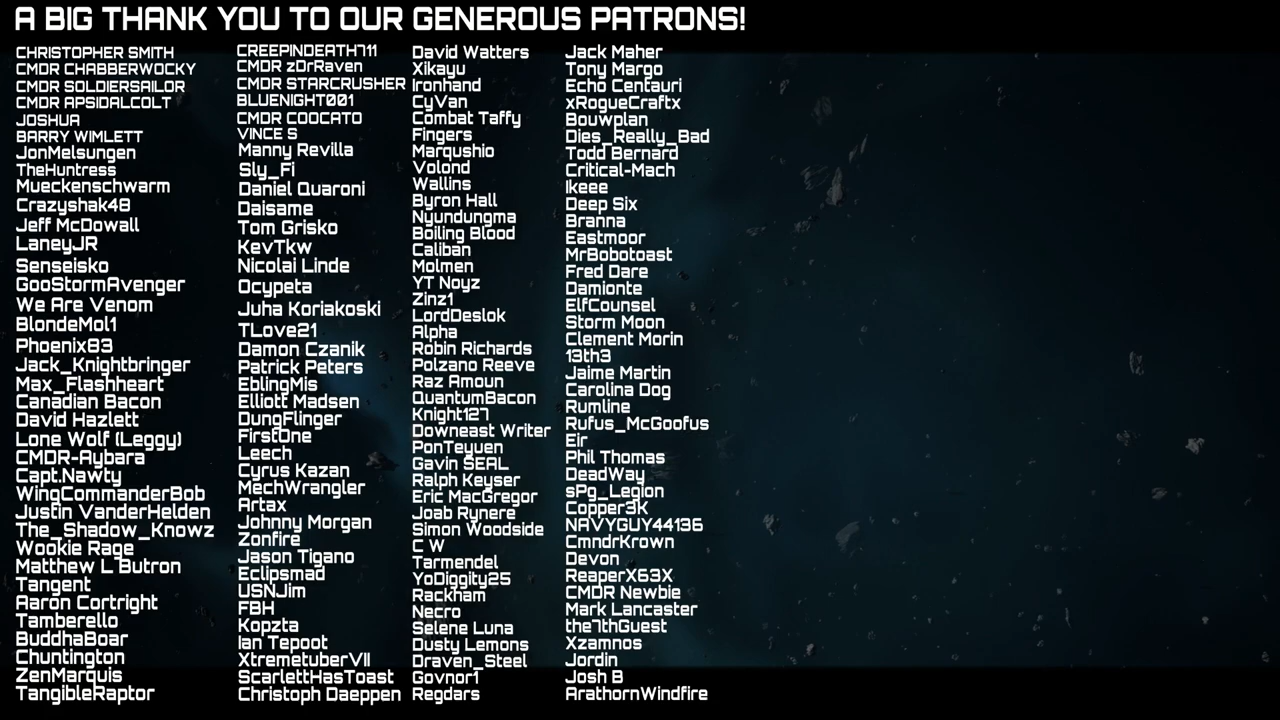 A BIG THANK YOU TO OUR GENEROUS PATRONS!
CHRISTOPHER SMITH
CMDR CHABBERWOCKY
CMDR SOLDIERSAILOR
CMDR APSIDALCOLT
JOSHUA
BARRY WIMLETT
JonMelsungen
TheHuntress
Mueckenschwarm
Crazyshak48
Jeff McDowall
LaneyJR
Senseisko
GooStormAvenger
We Are Venom
BlondeMol1
Phoenix83
Jack_Knightbringer
Max_Flashheart
Canadian Bacon
David Hazlett
Lone Wolf (Leggy)
CMDR-Aybara
Capt.Nawty
WingCommanderBob
Justin VanderHelden
The_Shadow_Knowz
Wookie Rage
Matthew L Butron
Tangent
Aaron Cortright
Tamberello
BuddhaBoar
Chuntington
ZenMarquis
TangibleRaptor
CREEPINDEATH711
CMDR zDrRaven
CMDR STARCRUSHER
BLUENIGHT001
CMDR COOCATO
VINCE S
Manny Revilla
Sly_Fi
Daniel Quaroni
Daisame
Tom Grisko
KevTkw
Nicolai Linde
Ocypeta
Juha Koriakoski
TLove21
Damon Czanik
Patrick Peters
EblingMis
Elliott Madsen
DungFlinger
FirstOne
Leech
Cyrus Kazan
MechWrangler
Artax
Johnny Morgan
Zonfire
Jason Tigano
Eclipsmad
USNJim
FBH
Kopzta
Ian Tepoot
XtremetuberVII
ScarlettHasToast
Christoph Daeppen
David Watters
Xikayu
Ironhand
CyVan
Combat Taffy
Fingers
Marqushio
Volond
Wallins
Byron Hall
Nyundungma
Boiling Blood
Caliban
Molmen
YT Noyz
Zinz1
LordDeslok
Alpha
Robin Richards
Polzano Reeve
Raz Amoun
QuantumBacon
Knight127
Downeast Writer
PonTeyuen
Gavin SEAL
Ralph Keyser
Eric MacGregor
Joab Rynere
Simon Woodside
C W
Tarmendel
YoDiggity25
Rackham
Necro
Selene Luna
Dusty Lemons
Draven_Steel
Govnor1
Regdars
Jack Maher
Tony Margo
Echo Centauri
xRogueCraftx
Bouwplan
Dies_Really_Bad
Todd Bernard
Critical-Mach
Ikeee
Deep Six
Branna
Eastmoor
MrBobotoast
Fred Dare
Damionte
ElfCounsel
Storm Moon
Clement Morin
13th3
Jaime Martin
Carolina Dog
Rumline
Rufus_McGoofus
Eir
Phil Thomas
DeadWay
sPg_Legion
Copper3K
NAVYGUY44136
CmndrKrown
Devon
ReaperX63X
CMDR Newbie
Mark Lancaster
the7thGuest
Xzamnos
Jordin
Josh B
ArathornWindfire